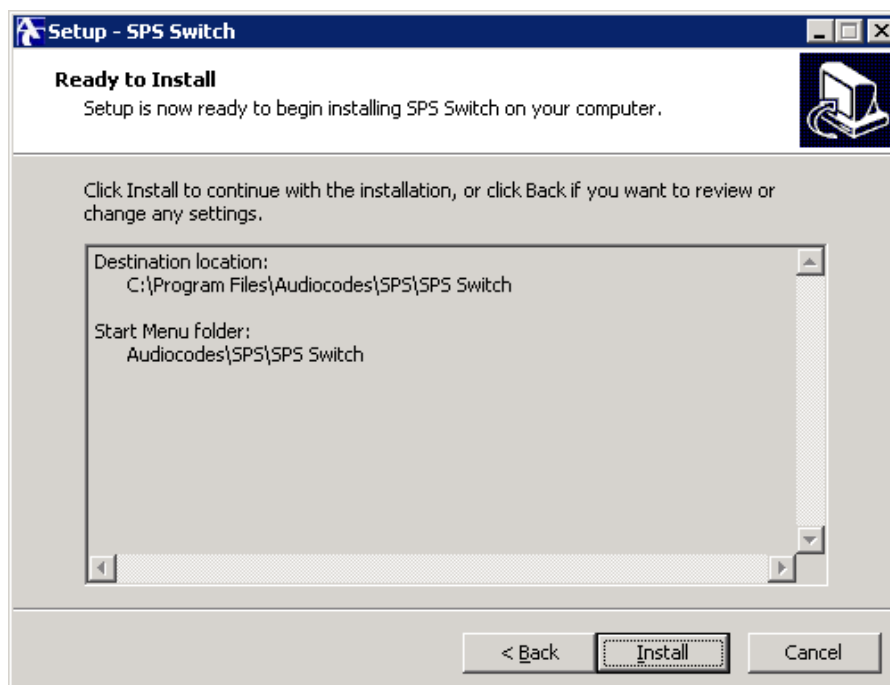 Setup - SPS Switch
Ready to Install
Setup is now ready to begin installing SPS Switch on your computer.
Click Install to continue with the installation, or click Back if you want to review or
change any settings.
Destination location:
C:\Program Files\Audiocodes\SPS\SPS Switch
Start Menu folder:
Audiocodes\SPS\SPS Switch
< Back Install Cancel